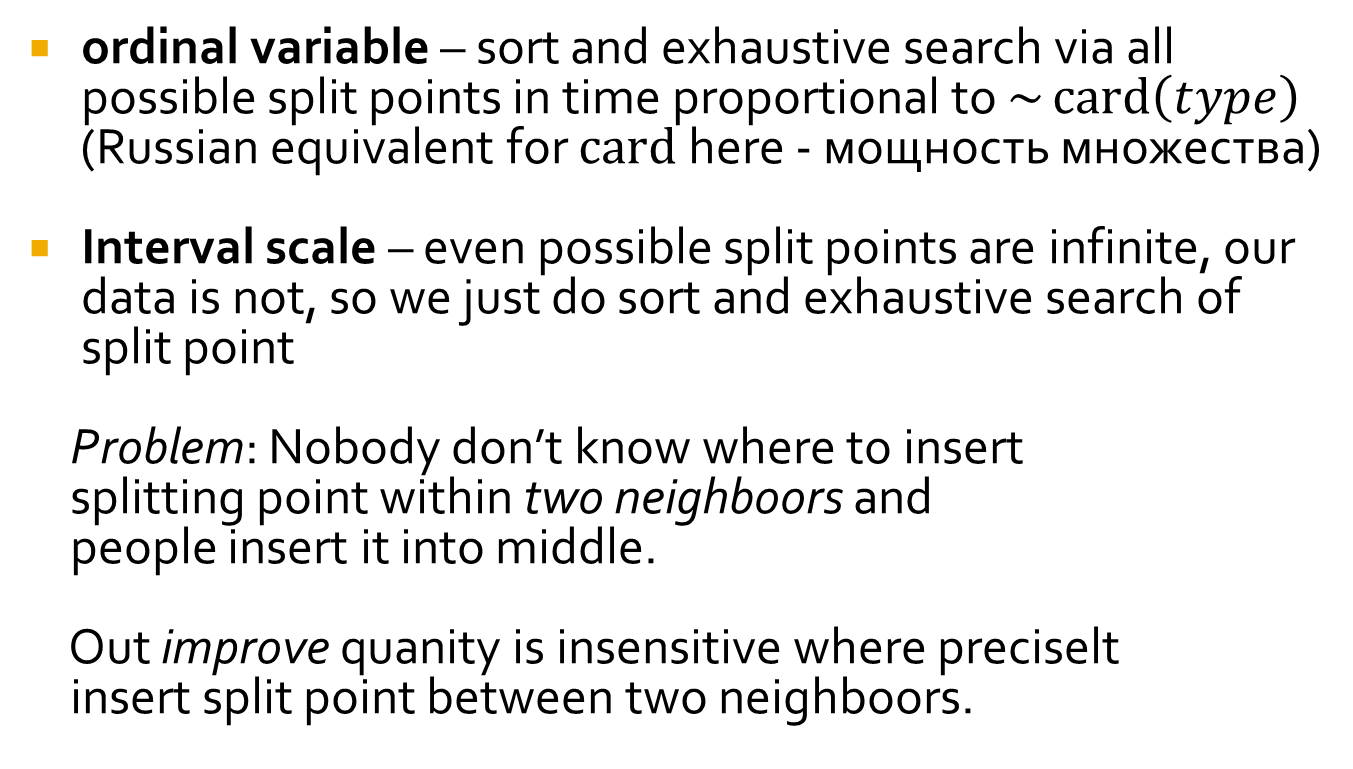 ordinal variable – sort and exhaustive search via all
possible split points in time proportional to ~ card(type)
(Russian equivalent for card here - мощность множества)
Interval scale – even possible split points are infinite, our
data is not, so we just do sort and exhaustive search of
split point
Problem: Nobody don’t know where to insert
splitting point within two neighboors and
people insert it into middle.
Out improve quanity is insensitive where preciselt
insert split point between two neighboors.